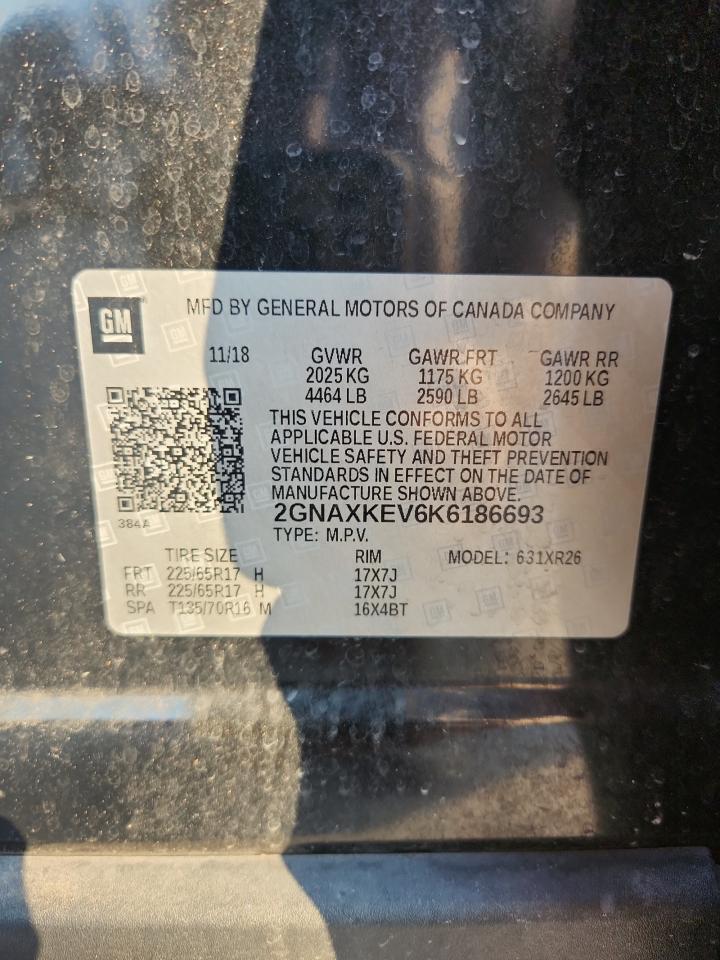 GM
MFD BY GENERAL MOTORS OF CANADA COMPANY
11/18 GVWR GAWR FRT GAWR RR
2025 KG 1175 KG 1200 KG
4464 LB 2590 LB 2645 LB
THIS VEHICLE CONFORMS TO ALL
APPLICABLE U.S. FEDERAL MOTOR
VEHICLE SAFETY AND THEFT PREVENTION
STANDARDS IN EFFECT ON THE DATE OF
MANUFACTURE SHOWN ABOVE.
384A
2GNAXKEV6K6186693
TYPE: M.P.V.
TIRE SIZE RIM MODEL: 631XR26
FRT 225/65R17 H 17X7J
RR 225/65R17 H 17X7J
SPA T135/70R16 M 16X4BT